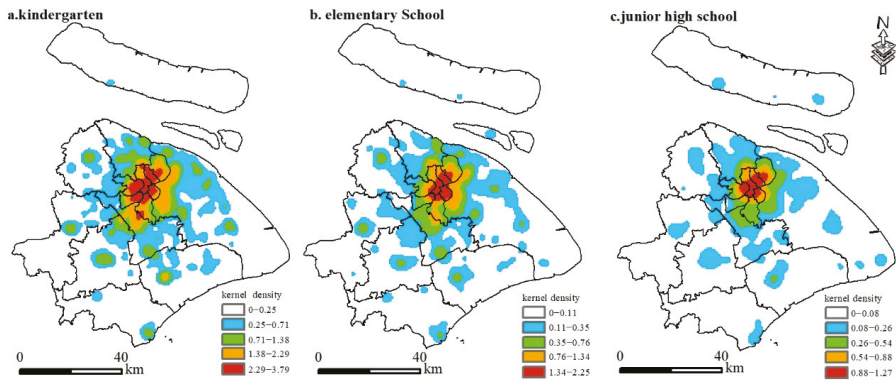 a.kindergarten
kernel density
0−0.25
0.25−0.71
0.71−1.38
1.38−2.29
2.29−3.79
0 40 km
b. elementary School
kernel density
0−0.11
0.11−0.35
0.35−0.76
0.76−1.34
1.34−2.25
0 40 km
c.junior high school
N
kernel density
0−0.08
0.08−0.26
0.26−0.54
0.54−0.88
0.88−1.27
0 40 km